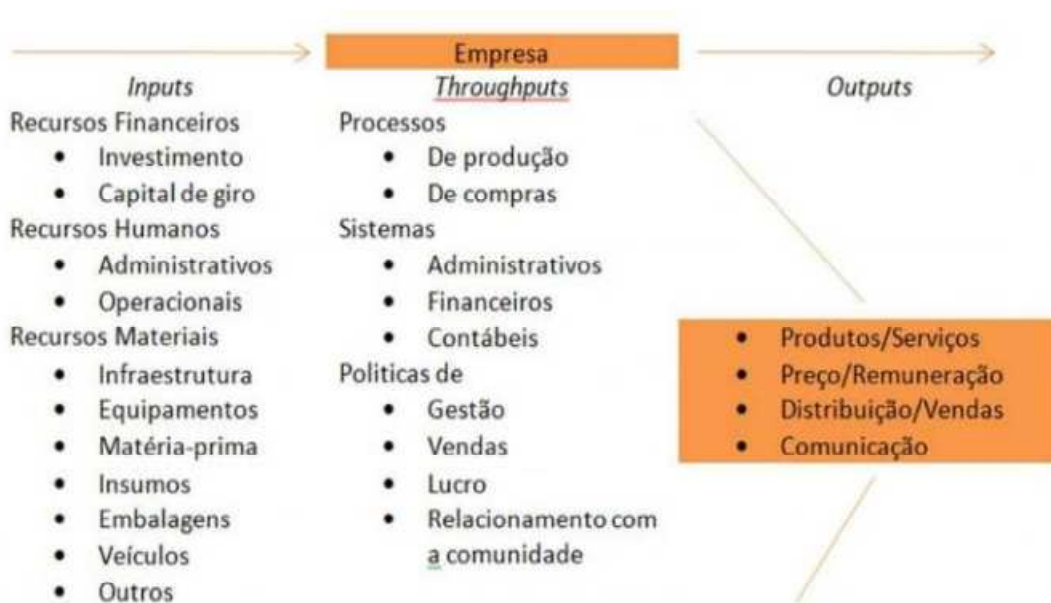 Empresa
Inputs
Throughputs
Outputs
Recursos Financeiros
• Investimento
• Capital de giro
Recursos Humanos
• Administrativos
• Operacionais
Recursos Materiais
• Infraestrutura
• Equipamentos
• Matéria-prima
• Insumos
• Embalagens
• Veículos
• Outros
Processos
• De produção
• De compras
Sistemas
• Administrativos
• Financeiros
• Contábeis
Politicas de
• Gestão
• Vendas
• Lucro
• Relacionamento com
a comunidade
• Produtos/Serviços
• Preço/Remuneração
• Distribuição/Vendas
• Comunicação